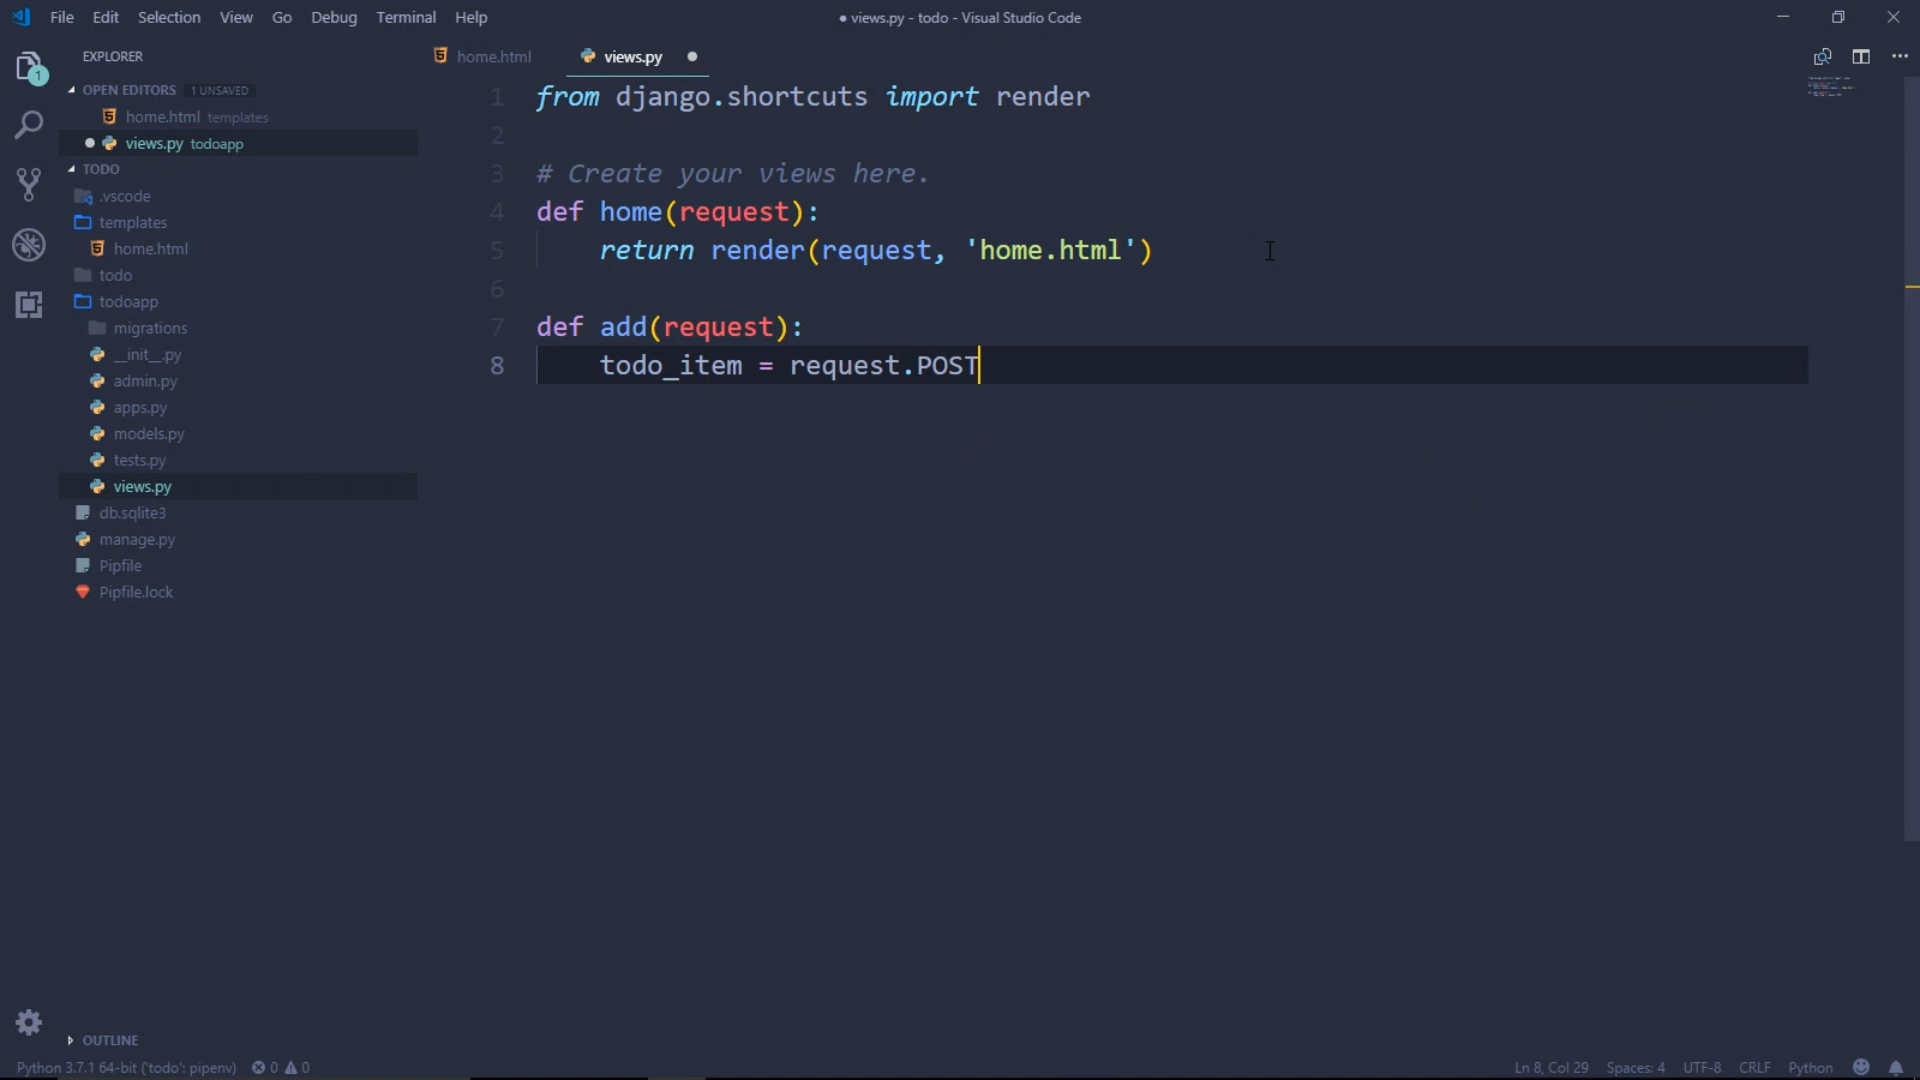 File Edit Selection View Go Debug Terminal Help
● views.py - todo - Visual Studio Code
EXPLORER
OPEN EDITORS 1 UNSAVED
home.html templates
views.py todoapp
TODO
.vscode
templates
home.html
todo
todoapp
migrations
__init__.py
admin.py
apps.py
models.py
tests.py
views.py
db.sqlite3
manage.py
Pipfile
Pipfile.lock
OUTLINE
1
home.html views.py
1 from django.shortcuts import render
2
3 # Create your views here.
4 def home(request):
5 return render(request, 'home.html')
6
7 def add(request):
8 todo_item = request.POST
Python 3.7.1 64-bit ('todo': pipenv) 0 0
Ln 8, Col 29 Spaces: 4 UTF-8 CRLF Python